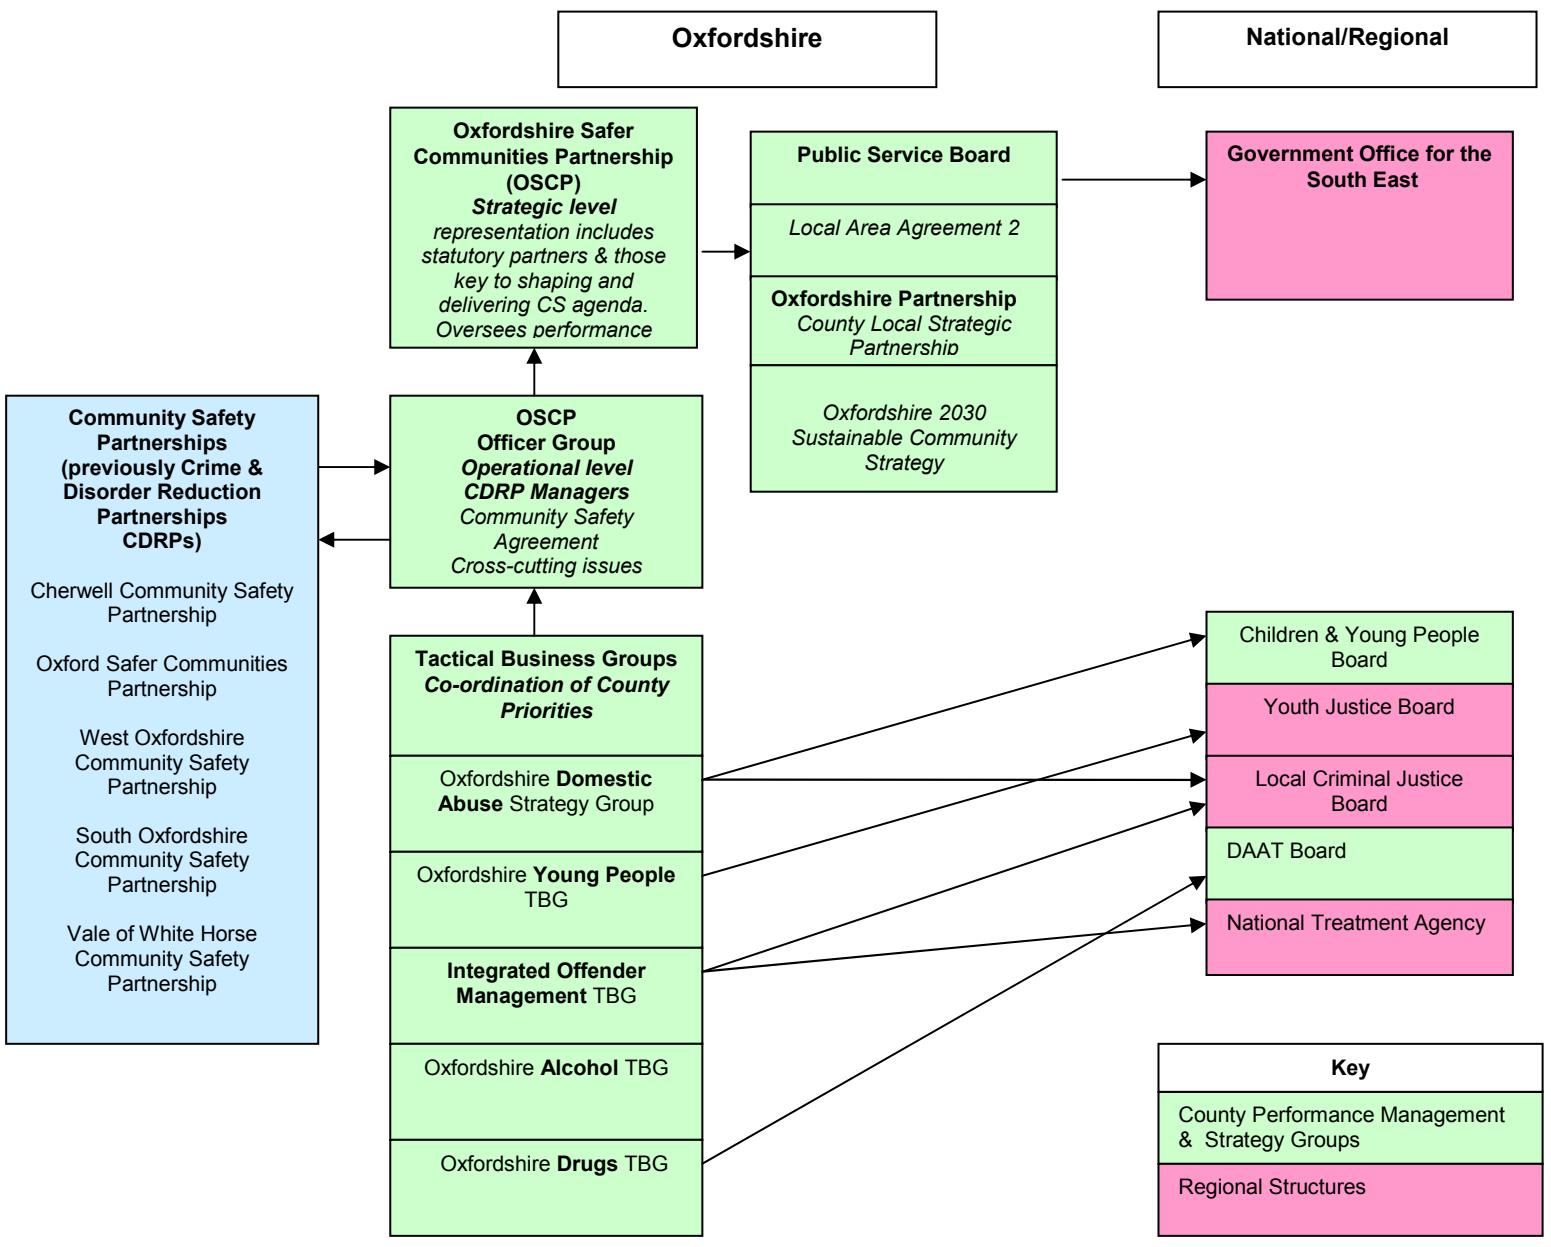 Oxfordshire
National/Regional
Oxfordshire Safer
Communities Partnership
(OSCP)
Strategic level
representation includes
statutory partners & those
key to shaping and
delivering CS agenda.
Oversees performance
Public Service Board
Local Area Agreement 2
Oxfordshire Partnership
County Local Strategic
Partnership
Oxfordshire 2030
Sustainable Community
Strategy
Government Office for the
South East
Community Safety
Partnerships
(previously Crime &
Disorder Reduction
Partnerships
CDRPs)
Cherwell Community Safety
Partnership
Oxford Safer Communities
Partnership
West Oxfordshire
Community Safety
Partnership
South Oxfordshire
Community Safety
Partnership
Vale of White Horse
Community Safety
Partnership
OSCP
Officer Group
Operational level
CDRP Managers
Community Safety
Agreement
Cross-cutting issues
Tactical Business Groups
Co-ordination of County
Priorities
Oxfordshire Domestic
Abuse Strategy Group
Oxfordshire Young People
TBG
Integrated Offender
Management TBG
Oxfordshire Alcohol TBG
Oxfordshire Drugs TBG
Children & Young People
Board
Youth Justice Board
Local Criminal Justice
Board
DAAT Board
National Treatment Agency
Key
County Performance Management
& Strategy Groups
Regional Structures